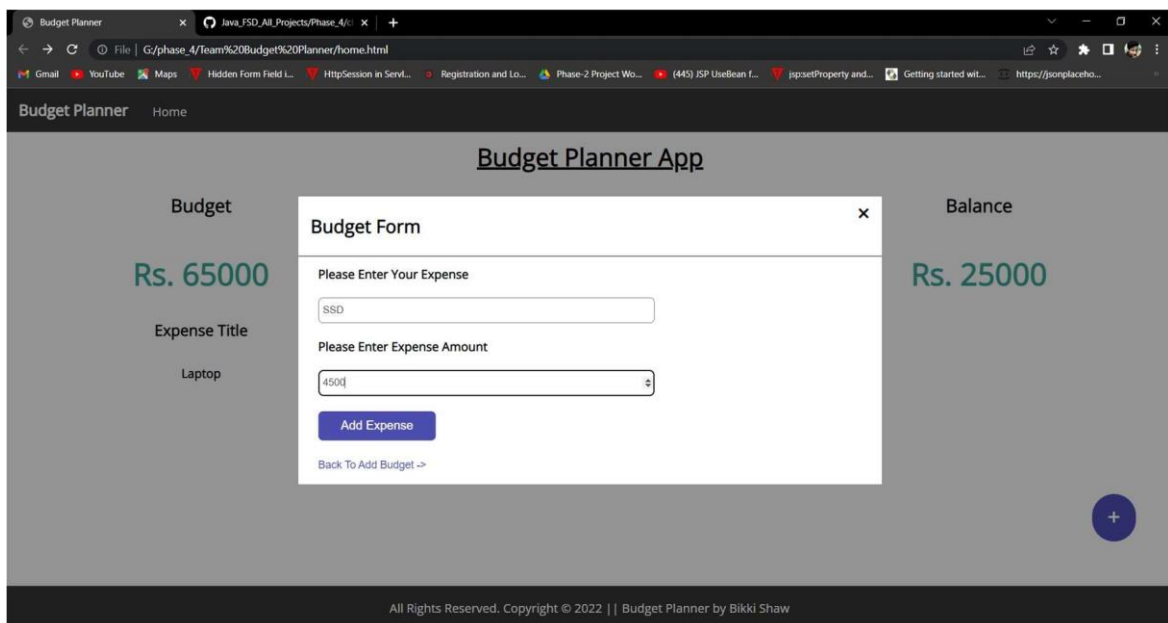 Budget Planner
Java_FSD_All_Projects/Phase_4/cl
File | G:/phase_4/Team%20Budget%20Planner/home.html
Gmail YouTube Maps Hidden Form Field i... HttpSession in Servl... Registration and Lo... Phase-2 Project Wo... (445) JSP UseBean f... jsp:setProperty and... Getting started wit... https://jsonplaceho...
Budget Planner Home
Budget Planner App
Budget
Rs. 65000
Expense Title
Laptop
Budget Form
Please Enter Your Expense
SSD
Please Enter Expense Amount
4500
Add Expense
Back To Add Budget ->
Balance
Rs. 25000
+
All Rights Reserved. Copyright © 2022 || Budget Planner by Bikki Shaw